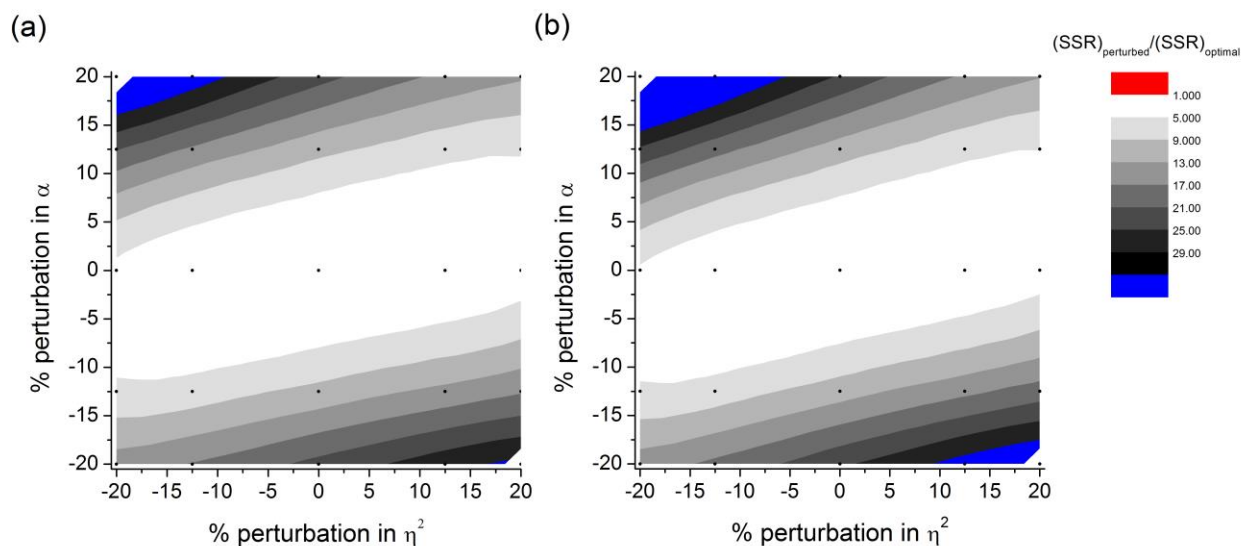 (a)
(b)
(SSR)perturbed/(SSR)optimal
20
15
10
5
0
-5
-10
-15
-20
% perturbation in α
-20 -15 -10 -5 0 5 10 15 20
% perturbation in η²
20
15
10
5
0
-5
-10
-15
-20
% perturbation in α
-20 -15 -10 -5 0 5 10 15 20
% perturbation in η²
1.000
5.000
9.000
13.00
17.00
21.00
25.00
29.00